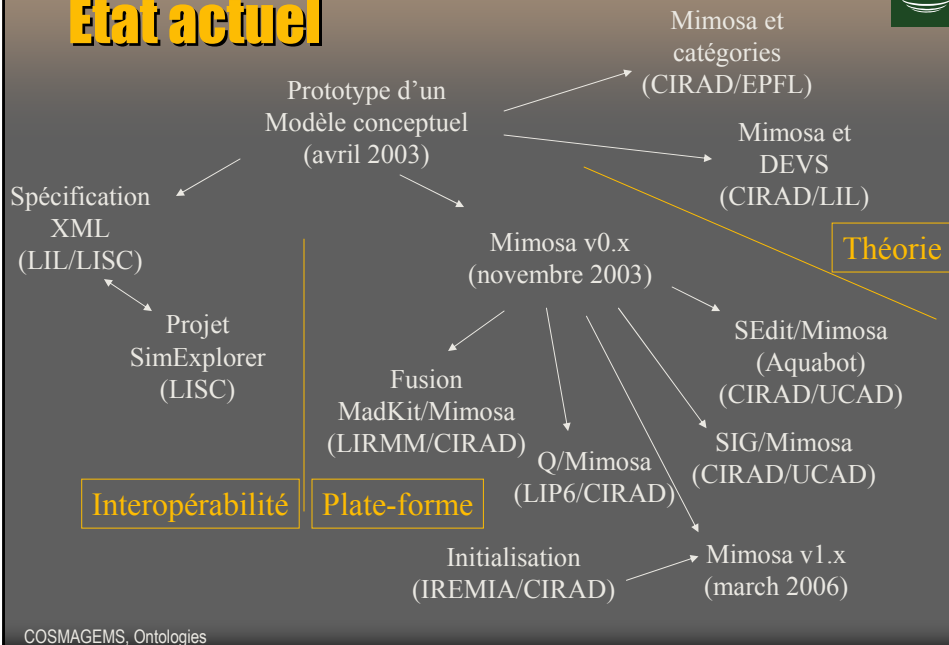 Etat actuel
Mimosa et
catégories
(CIRAD/EPFL)
Prototype d'un
Modèle conceptuel
(avril 2003)
Mimosa et
DEVS
(CIRAD/LIL)
Spécification
XML
(LIL/LISC)
Théorie
Mimosa v0.x
(novembre 2003)
Projet
SimExplorer
(LISC)
SEdit/Mimosa
(Aquabot)
(CIRAD/UCAD)
Fusion
MadKit/Mimosa
(LIRMM/CIRAD)
SIG/Mimosa
(CIRAD/UCAD)
Q/Mimosa
(LIP6/CIRAD)
Interopérabilité
Plate-forme
Initialisation
(IREMIA/CIRAD)
Mimosa v1.x
(march 2006)
COSMAGEMS, Ontologies